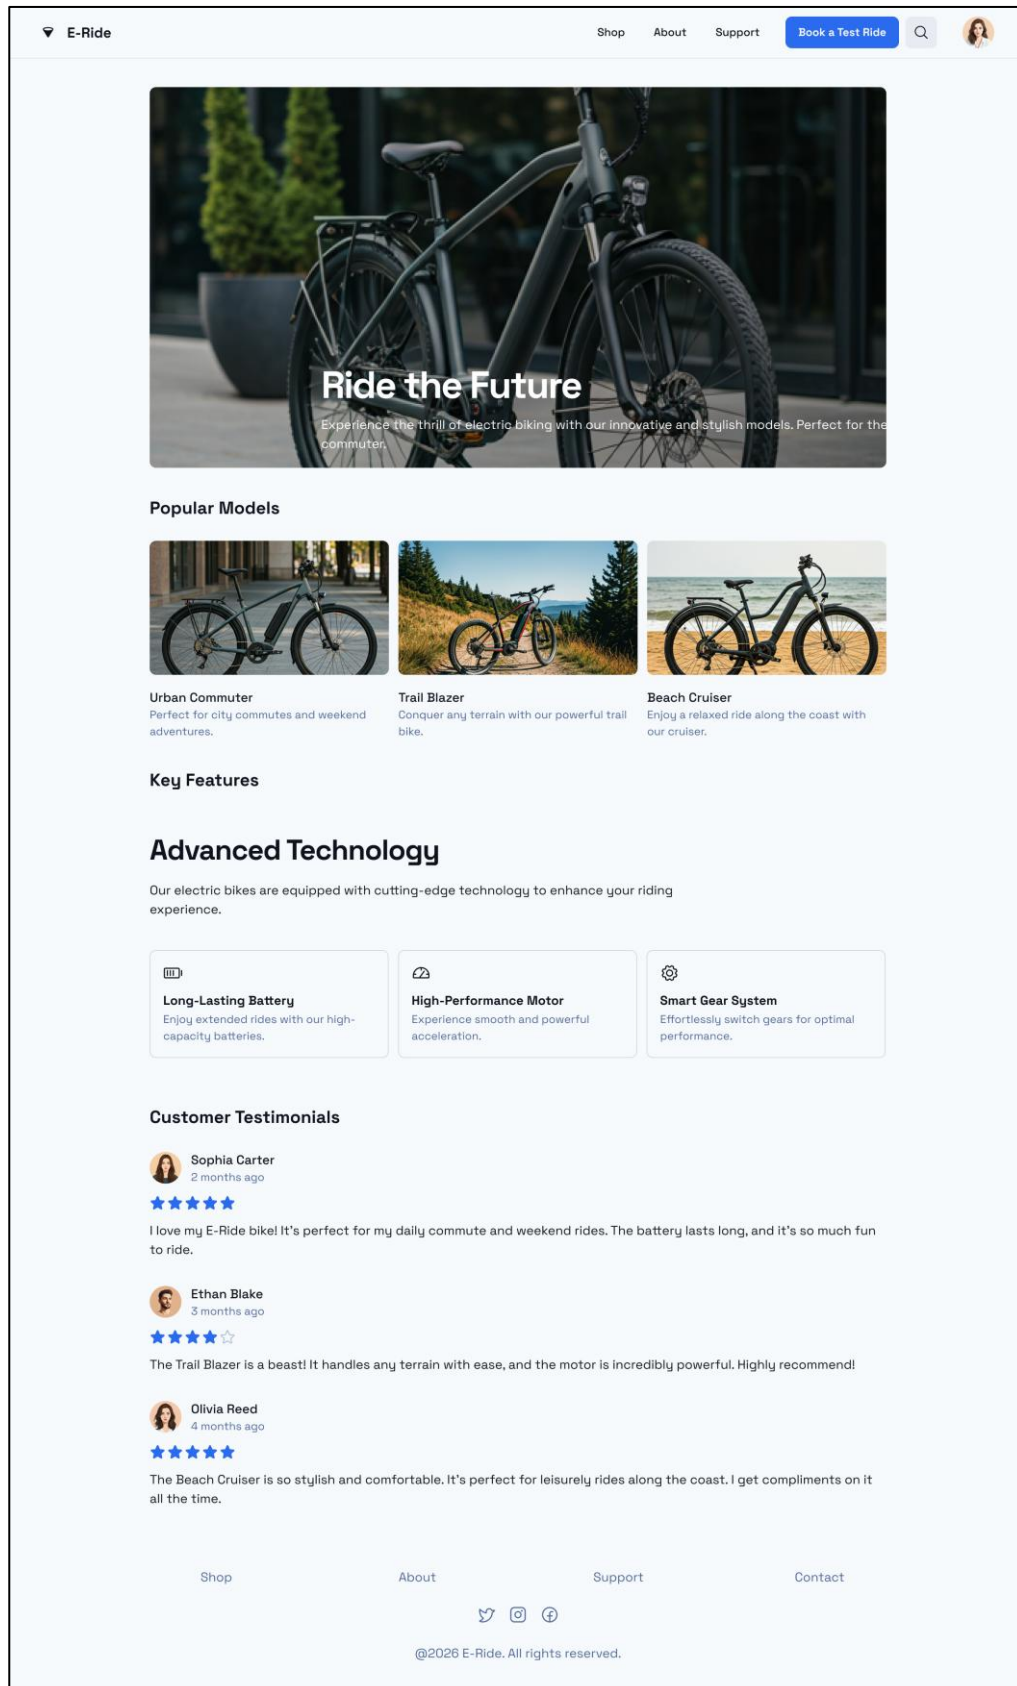 E-Ride
Shop
About
Support
Book a Test Ride
Ride the Future
Experience the thrill of electric biking with our innovative and stylish models. Perfect for the
commuter.
Popular Models
Urban Commuter
Perfect for city commutes and weekend
adventures.
Trail Blazer
Conquer any terrain with our powerful trail
bike.
Beach Cruiser
Enjoy a relaxed ride along the coast with
our cruiser.
Key Features
Advanced Technology
Our electric bikes are equipped with cutting-edge technology to enhance your riding
experience.
Long-Lasting Battery
Enjoy extended rides with our high-
capacity batteries.
High-Performance Motor
Experience smooth and powerful
acceleration.
Smart Gear System
Effortlessly switch gears for optimal
performance.
Customer Testimonials
Sophia Carter
2 months ago
I love my E-Ride bike! It's perfect for my daily commute and weekend rides. The battery lasts long, and it's so much fun
to ride.
Ethan Blake
3 months ago
The Trail Blazer is a beast! It handles any terrain with ease, and the motor is incredibly powerful. Highly recommend!
Olivia Reed
4 months ago
The Beach Cruiser is so stylish and comfortable. It's perfect for leisurely rides along the coast. I get compliments on it
all the time.
Shop
About
Support
Contact
@2026 E-Ride. All rights reserved.